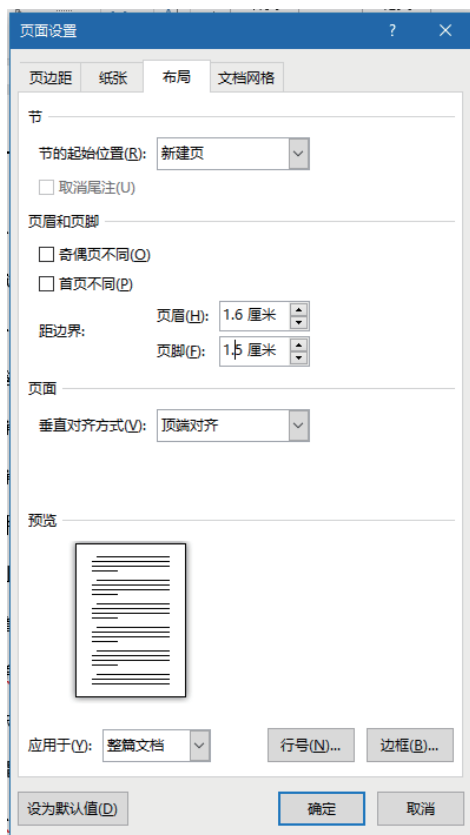 页面设置 ? ×
页边距 纸张 布局 文档网格
节
节的起始位置(R): 新建页
取消尾注(U)
页眉和页脚
奇偶页不同(O)
首页不同(P)
距边界:
页眉(H): 1.6 厘米
页脚(F): 1.5 厘米
页面
垂直对齐方式(V): 顶端对齐
预览
应用于(Y): 整篇文档 行号(N)... 边框(B)...
设为默认值(D) 确定 取消